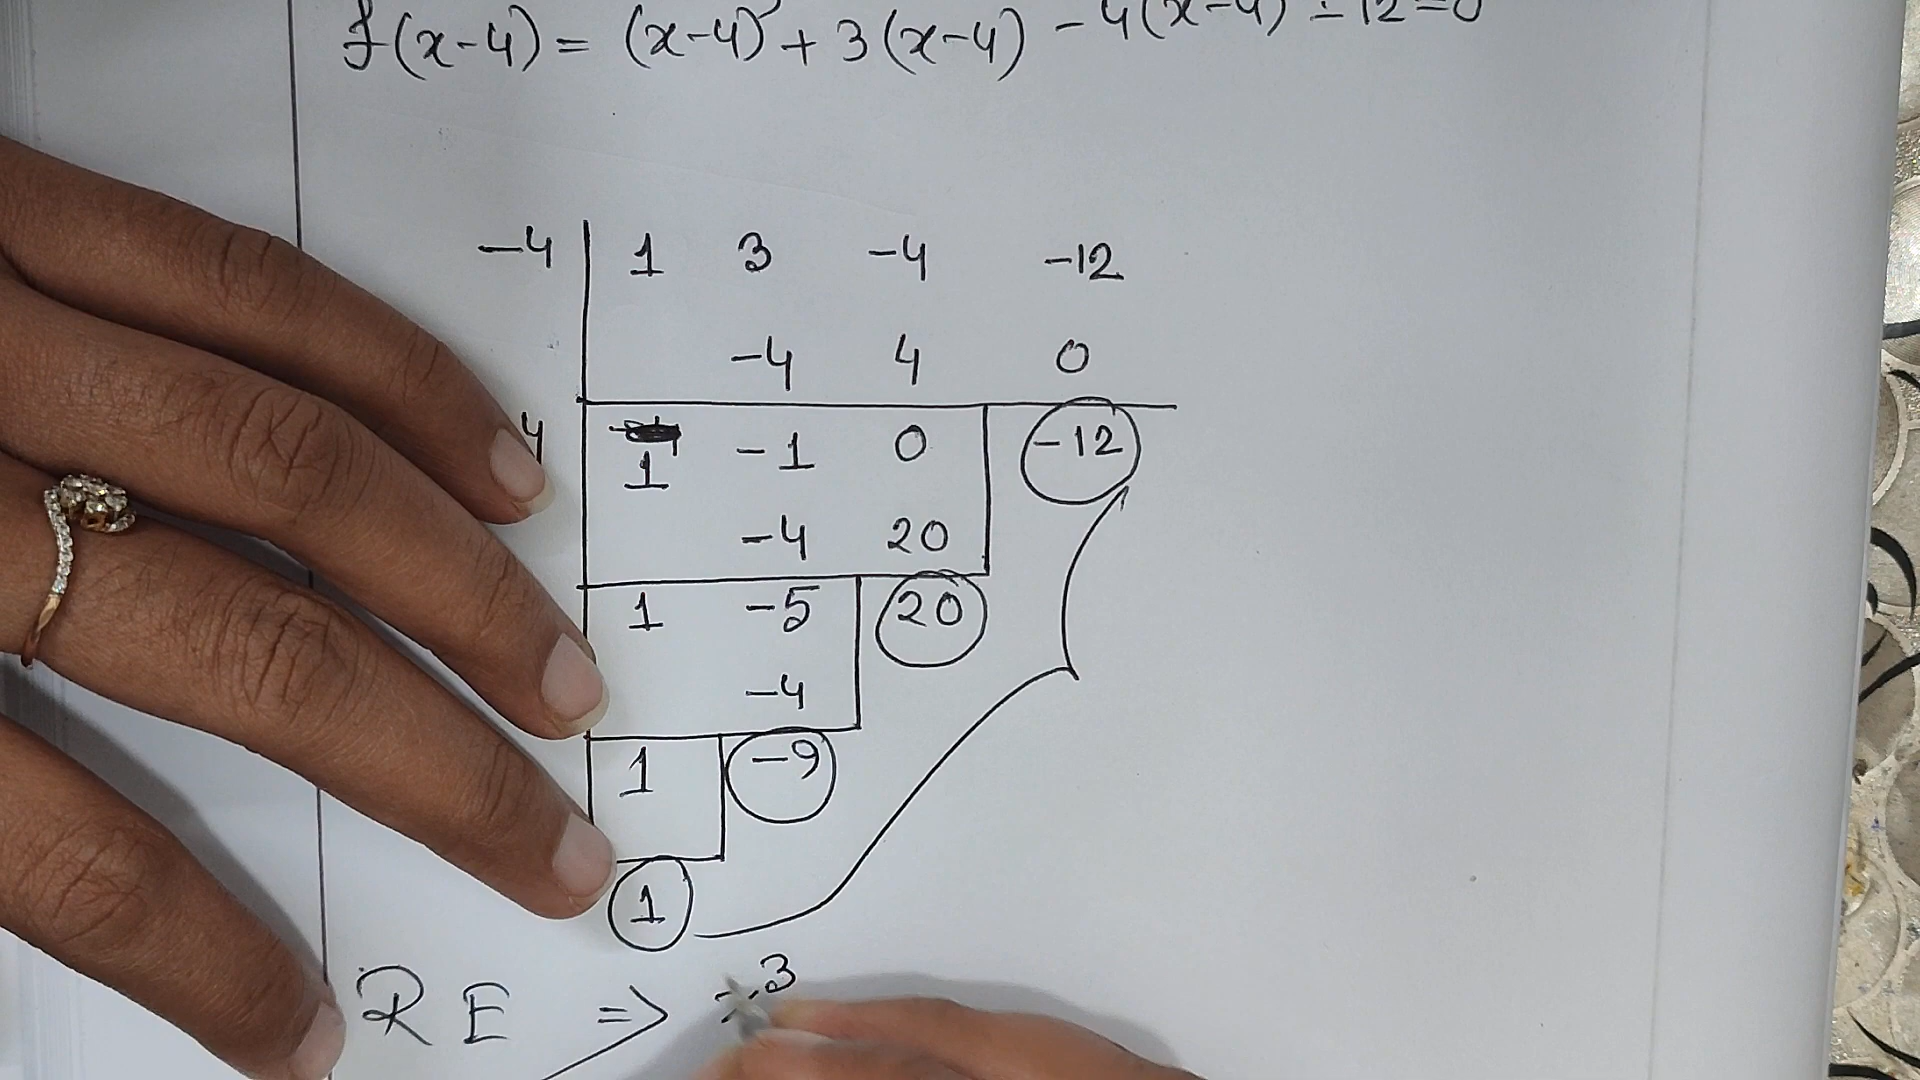 f(x-4) = (x-4)³ + 3(x-4) - 4(x-4) - 12=0
-4 1 3 -4 -12
-4 4 0
4 1 -1 0 -12
-4 20
1 -5 20
-4
1 -9
1
RE ⇒ x³